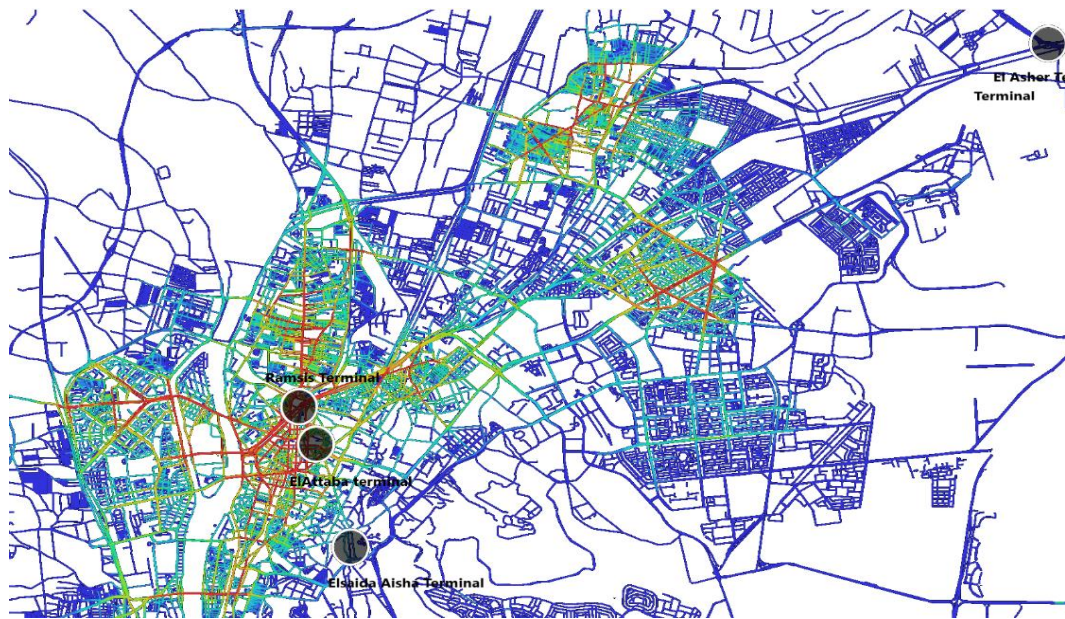 El Asher Te
Terminal
Ramsis Terminal
ElAttaba terminal
Elsaida Aisha Terminal